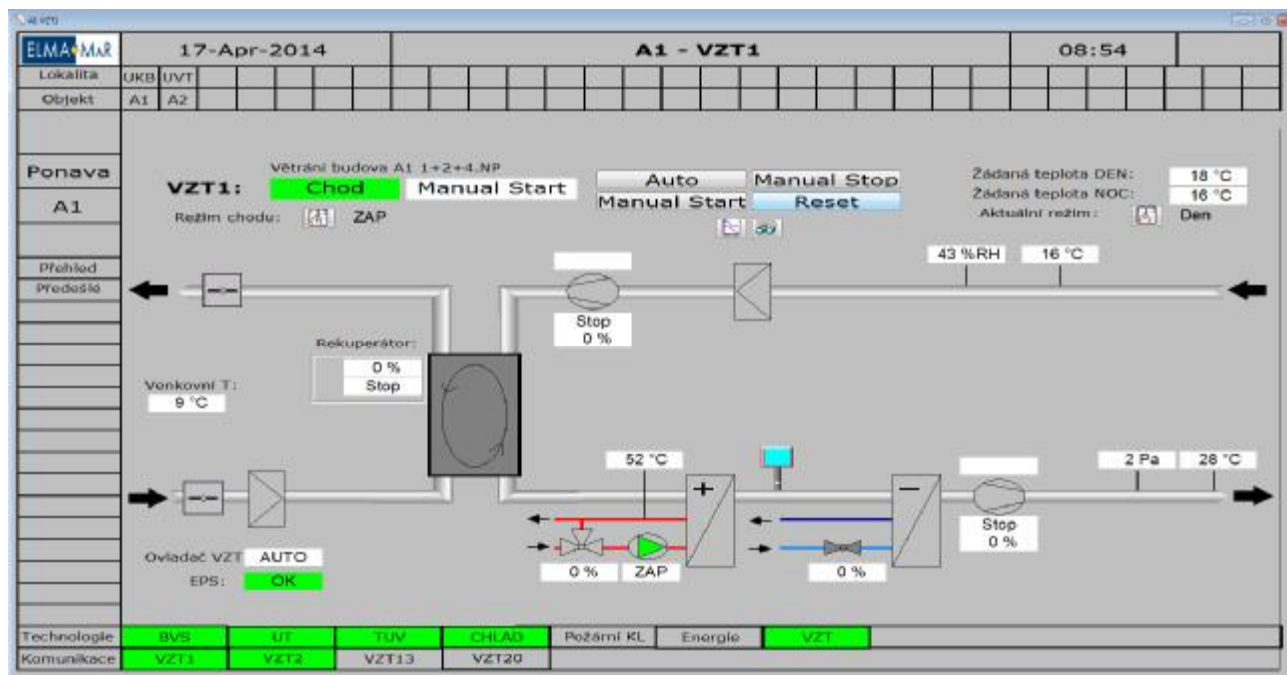 A1 VZT1
ELMA MAR 17-Apr-2014 A1 - VZT1 08:54
Lokalita UKB UVT
Objekt A1 A2
Větrání budova A1 1+2+4.NP
Ponava VZT1: Chod Manual Start Auto Manual Stop Žádaná teplota DEN: 18 °C
A1 Manual Start Reset Žádaná teplota NOC: 16 °C
Režim chodu: ZAP Aktuální režim: Den
43 %RH 16 °C
Přehled
Předešlé
Stop
0 %
Rekuperátor:
0 %
Stop
Venkovní T:
9 °C
52 °C 2 Pa 28 °C
Stop
0 %
Ovladač VZT AUTO
0 % ZAP 0 %
EPS: OK
Technologie BVS UT TUV CHLAD Požární KL Energie VZT
Komunikace VZT1 VZT2 VZT13 VZT20